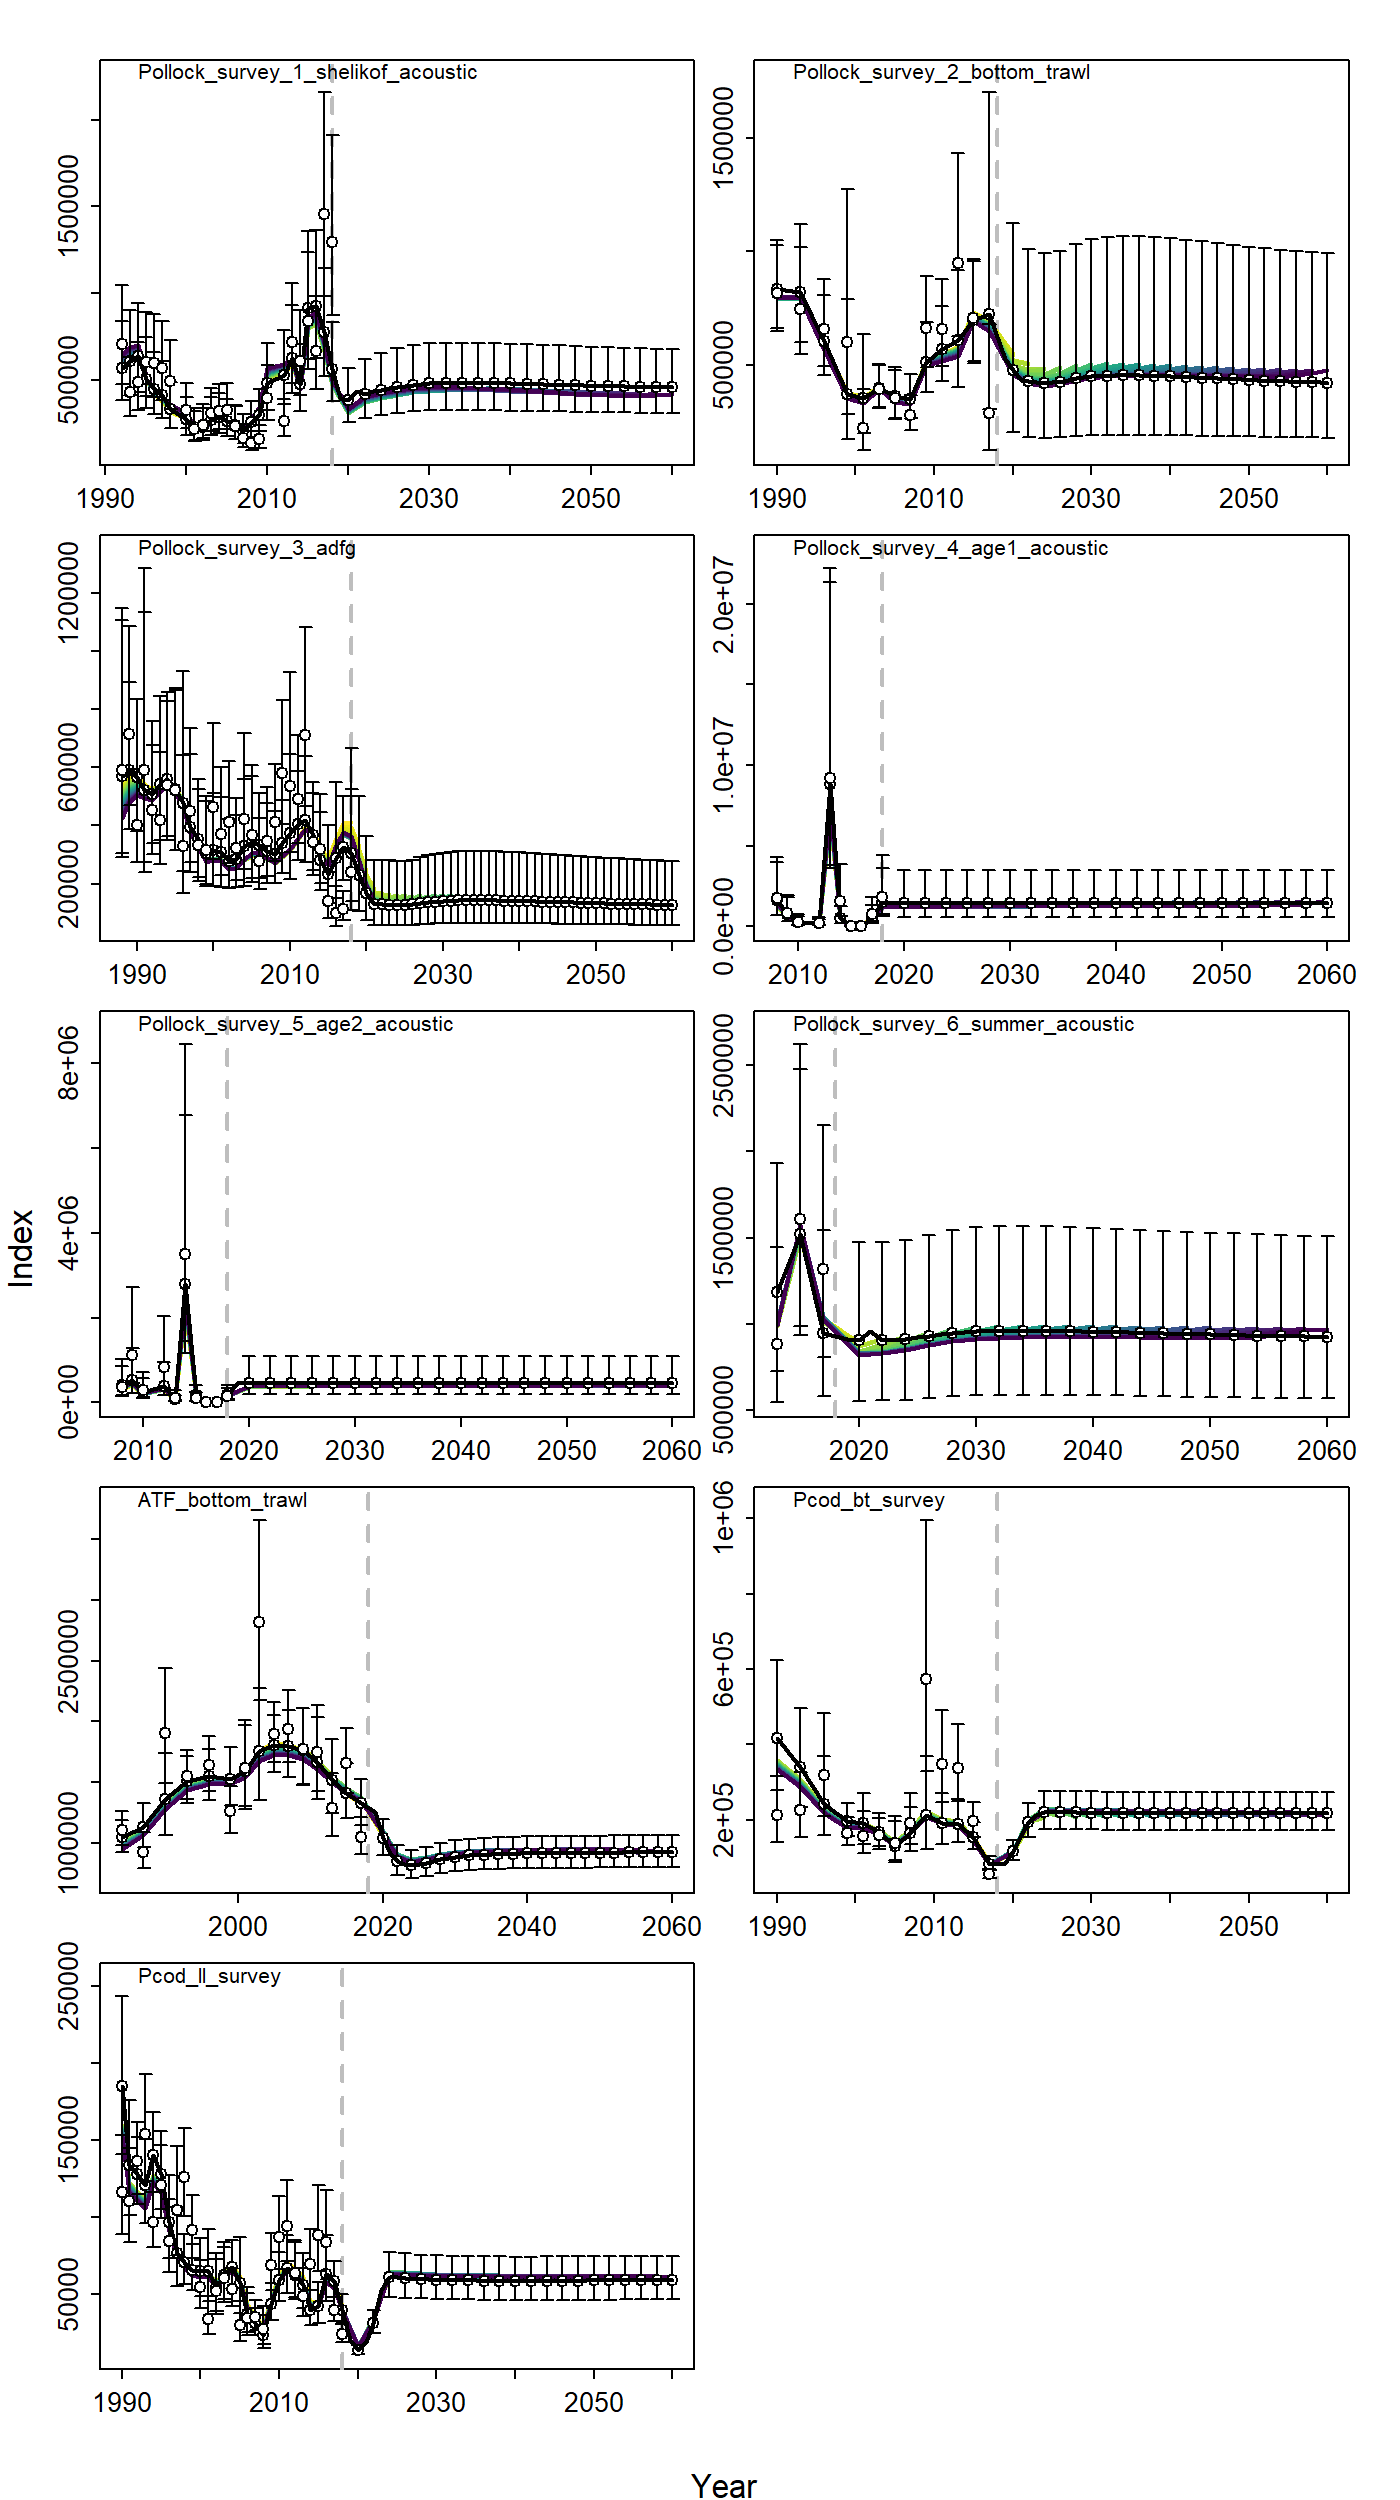 Pollock_survey_1_shelikof_acoustic
500000 1500000
1990 2010 2030 2050
Pollock_survey_2_bottom_trawl
500000 1500000
1990 2010 2030 2050
Pollock_survey_3_adfg
200000 600000 1200000
1990 2010 2030 2050
Pollock_survey_4_age1_acoustic
0.0e+00 1.0e+07 2.0e+07
2010 2020 2030 2040 2050 2060
Pollock_survey_5_age2_acoustic
0e+00 4e+06 8e+06
2010 2020 2030 2040 2050 2060
Pollock_survey_6_summer_acoustic
500000 1500000 2500000
2020 2030 2040 2050 2060
ATF_bottom_trawl
1000000 2500000
2000 2020 2040 2060
Pcod_bt_survey
2e+05 6e+05 1e+06
1990 2010 2030 2050
Pcod_ll_survey
50000 150000 250000
1990 2010 2030 2050
Index
Year